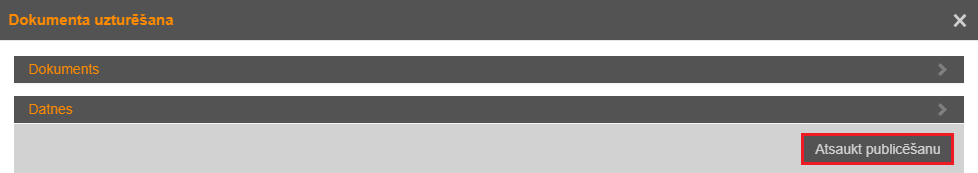 Dokumenta uzturēšana
Dokuments
Datnes
Atsaukt publicēšanu